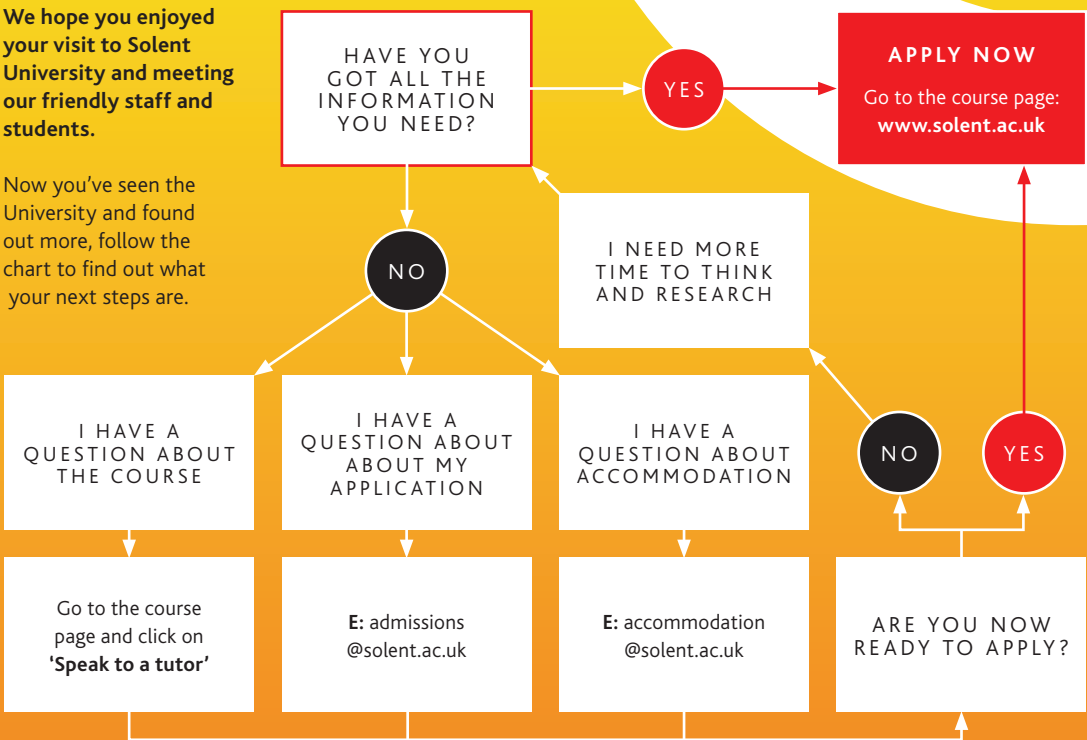 We hope you enjoyed
your visit to Solent
University and meeting
our friendly staff and
students.
Now you've seen the
University and found
out more, follow the
chart to find out what
your next steps are.
HAVE YOU
GOT ALL THE
INFORMATION
YOU NEED?
YES
APPLY NOW
Go to the course page:
www.solent.ac.uk
NO
I NEED MORE
TIME TO THINK
AND RESEARCH
I HAVE A
QUESTION ABOUT
THE COURSE
I HAVE A
QUESTION ABOUT
ABOUT MY
APPLICATION
I HAVE A
QUESTION ABOUT
ACCOMMODATION
NO
YES
Go to the course
page and click on
‘Speak to a tutor’
E: admissions
@solent.ac.uk
E: accommodation
@solent.ac.uk
ARE YOU NOW
READY TO APPLY?